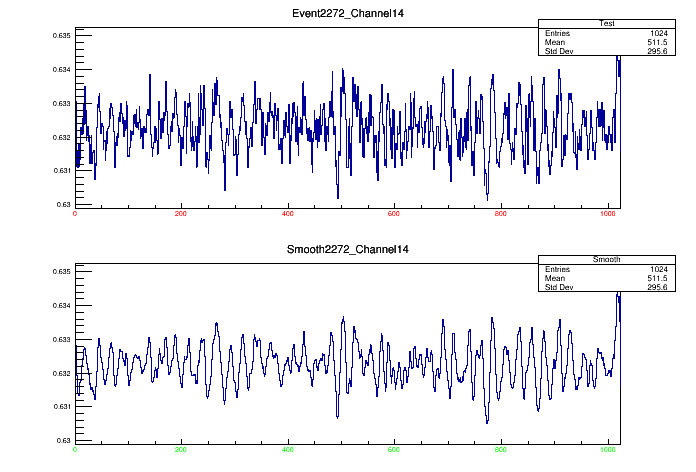 Event2272_Channel14
Test
Entries 1024
Mean 511.5
Std Dev 295.6
0.635
0.634
0.633
0.632
0.631
0.63
0 200 400 600 800 1000
Smooth2272_Channel14
Smooth
Entries 1024
Mean 511.5
Std Dev 295.6
0.635
0.634
0.633
0.632
0.631
0.63
0 200 400 600 800 1000